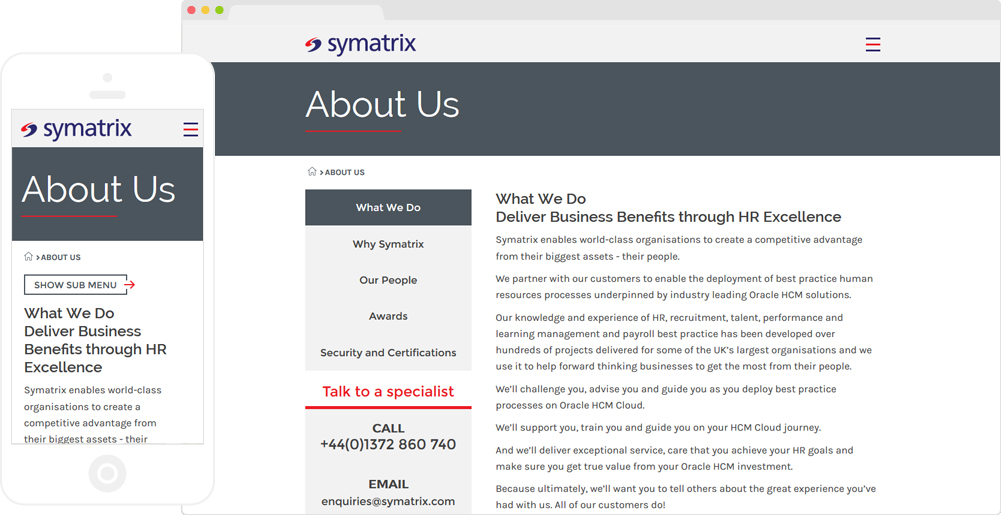 symatrix
About Us
ABOUT US
SHOW SUB MENU
What We Do
Deliver Business
Benefits through HR
Excellence
Symatrix enables world-class
organisations to create a
competitive advantage from
their biggest assets - their
symatrix
About Us
ABOUT US
What We Do
Why Symatrix
Our People
Awards
Security and Certifications
Talk to a specialist
CALL
+44(0)1372 860 740
EMAIL
enquiries@symatrix.com
What We Do
Deliver Business Benefits through HR Excellence
Symatrix enables world-class organisations to create a competitive advantage
from their biggest assets - their people.
We partner with our customers to enable the deployment of best practice human
resources processes underpinned by industry leading Oracle HCM solutions.
Our knowledge and experience of HR, recruitment, talent, performance and
learning management and payroll best practice has been developed over
hundreds of projects delivered for some of the UK's largest organisations and we
use it to help forward thinking businesses to get the most from their people.
We'll challenge you, advise you and guide you as you deploy best practice
processes on Oracle HCM Cloud.
We'll support you, train you and guide you on your HCM Cloud journey.
And we'll deliver exceptional service, care that you achieve your HR goals and
make sure you get true value from your Oracle HCM investment.
Because ultimately, we'll want you to tell others about the great experience you've
had with us. All of our customers do!